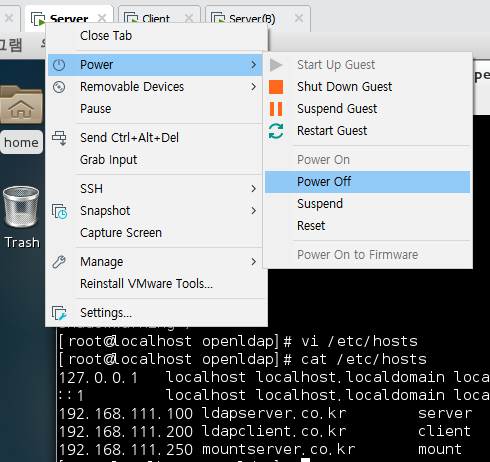 Server Client Server(B)
그램
Close Tab
Power
Removable Devices
Pause
Send Ctrl+Alt+Del
Grab Input
SSH
Snapshot
Capture Screen
Manage
Reinstall VMware Tools...
Settings...
Start Up Guest
Shut Down Guest
Suspend Guest
Restart Guest
Power On
Power Off
Suspend
Reset
Power On to Firmware
pe
home
Trash
[root@localhost openldap]# vi /etc/hosts
[root@localhost openldap]# cat /etc/hosts
127.0.0.1 localhost localhost.localdomain loca
::1 localhost localhost.localdomain loca
192.168.111.100 ldapserver.co.kr server
192.168.111.200 ldapclient.co.kr client
192.168.111.250 mountserver.co.kr mount